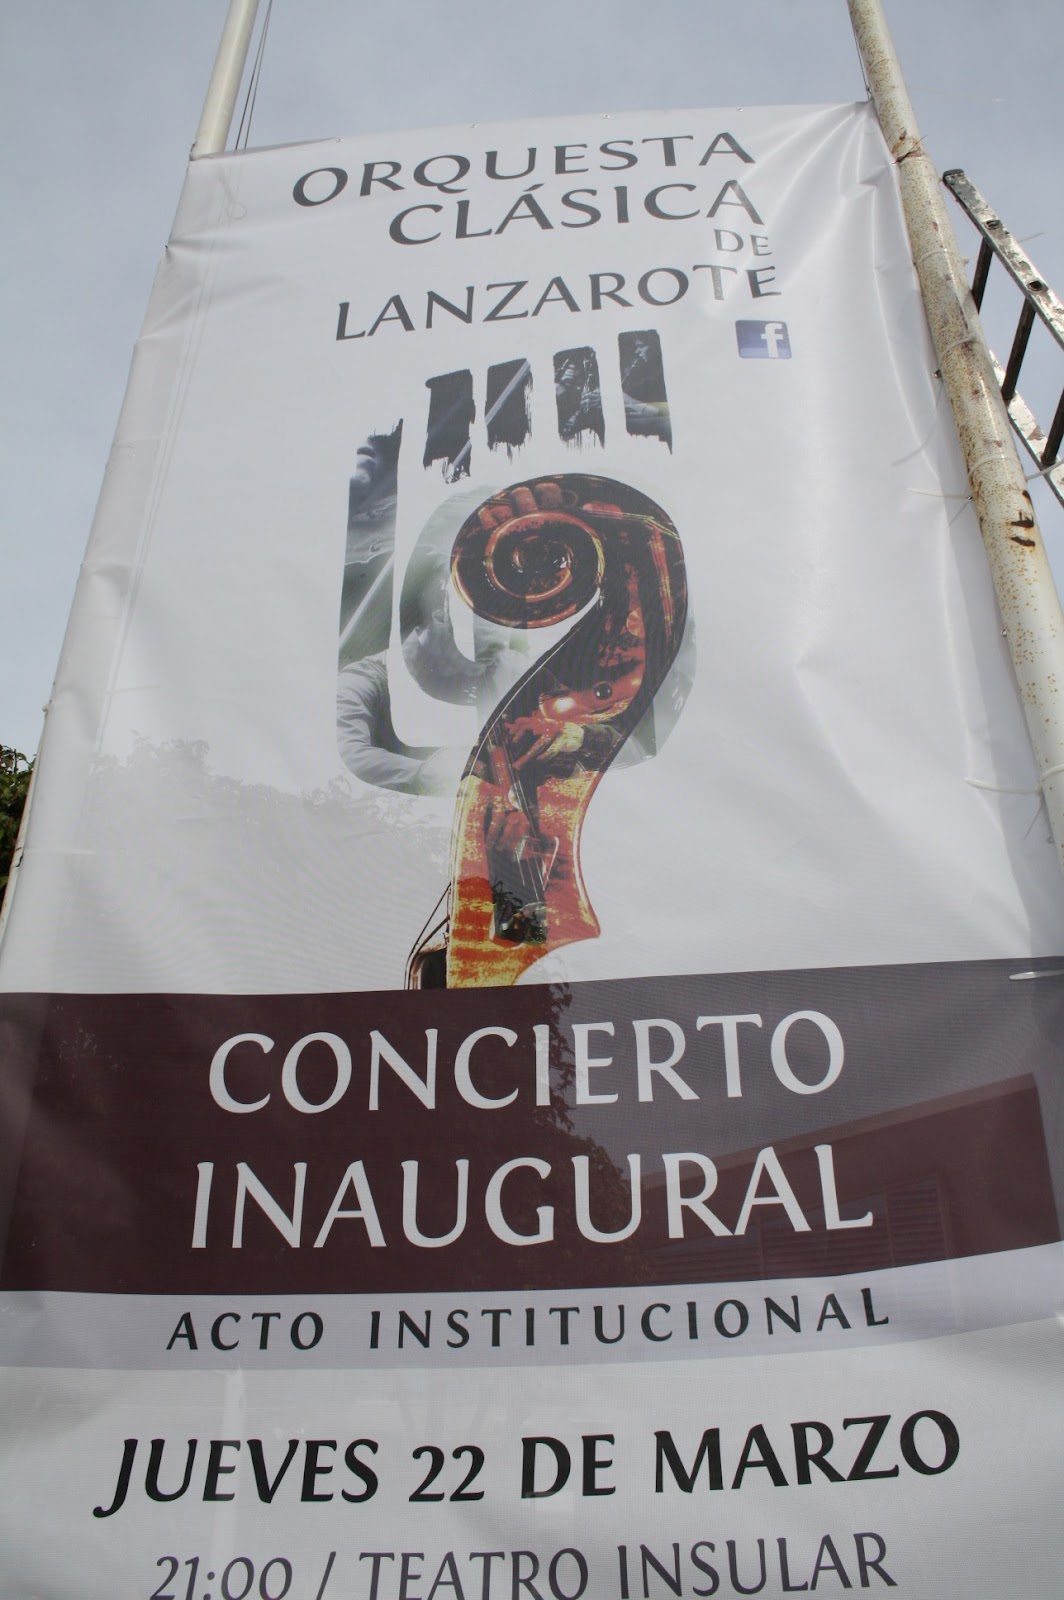 ORQUESTA
CLÁSICA
DE
LANZAROTE
f
CONCIERTO
INAUGURAL
ACTO INSTITUCIONAL
JUEVES 22 DE MARZO
21:00 / TEATRO INSULAR